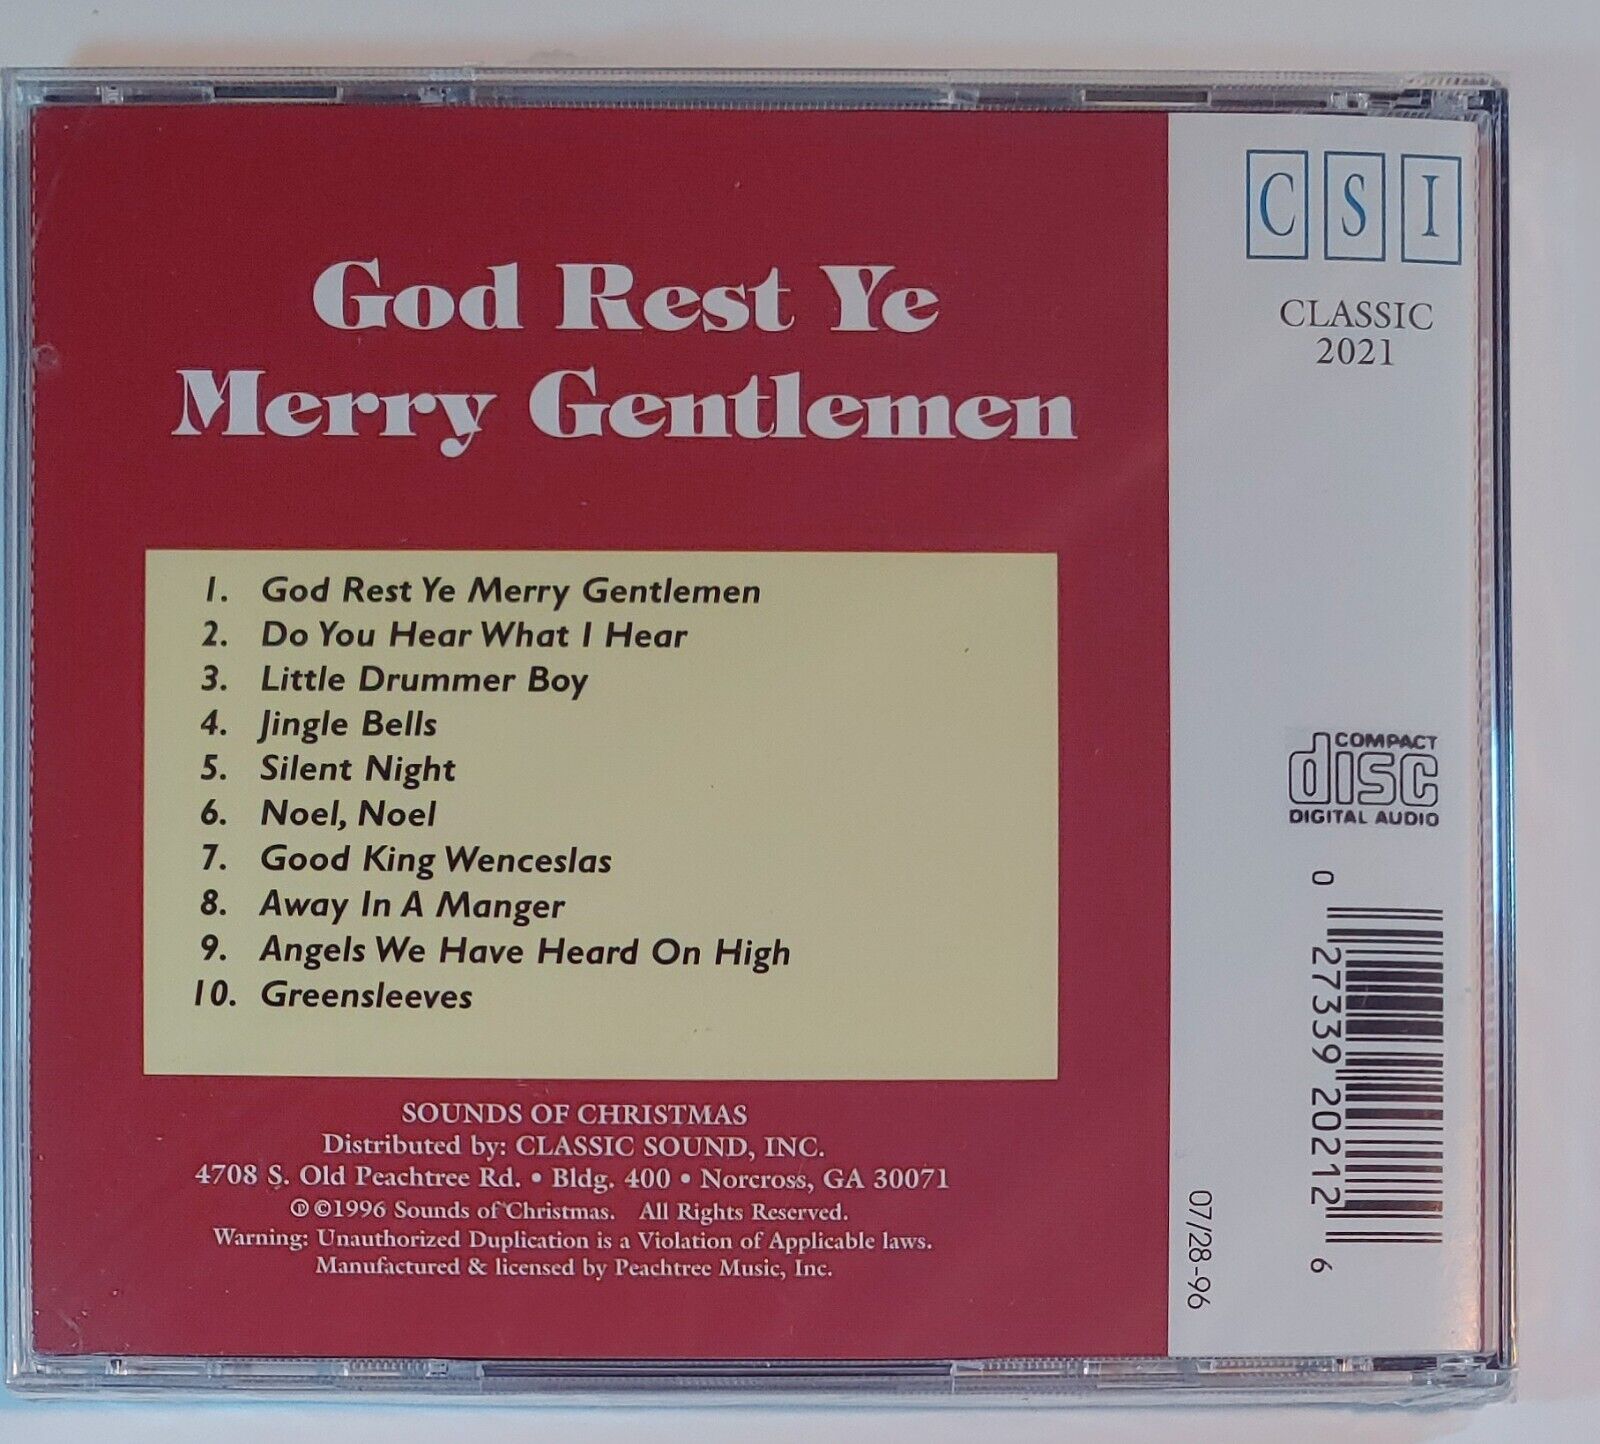 God Rest Ye
Merry Gentlemen
1. God Rest Ye Merry Gentlemen
2. Do You Hear What I Hear
3. Little Drummer Boy
4. Jingle Bells
5. Silent Night
6. Noel, Noel
7. Good King Wenceslas
8. Away In A Manger
9. Angels We Have Heard On High
10. Greensleeves
SOUNDS OF CHRISTMAS
Distributed by: CLASSIC SOUND, INC.
4708 S. Old Peachtree Rd. • Bldg. 400 • Norcross, GA 30071
℗ ©1996 Sounds of Christmas. All Rights Reserved.
Warning: Unauthorized Duplication is a Violation of Applicable laws.
Manufactured & licensed by Peachtree Music, Inc.
CSI
CLASSIC
2021
COMPACT
disc
DIGITAL AUDIO
0 27339 20212 6
07/28-96